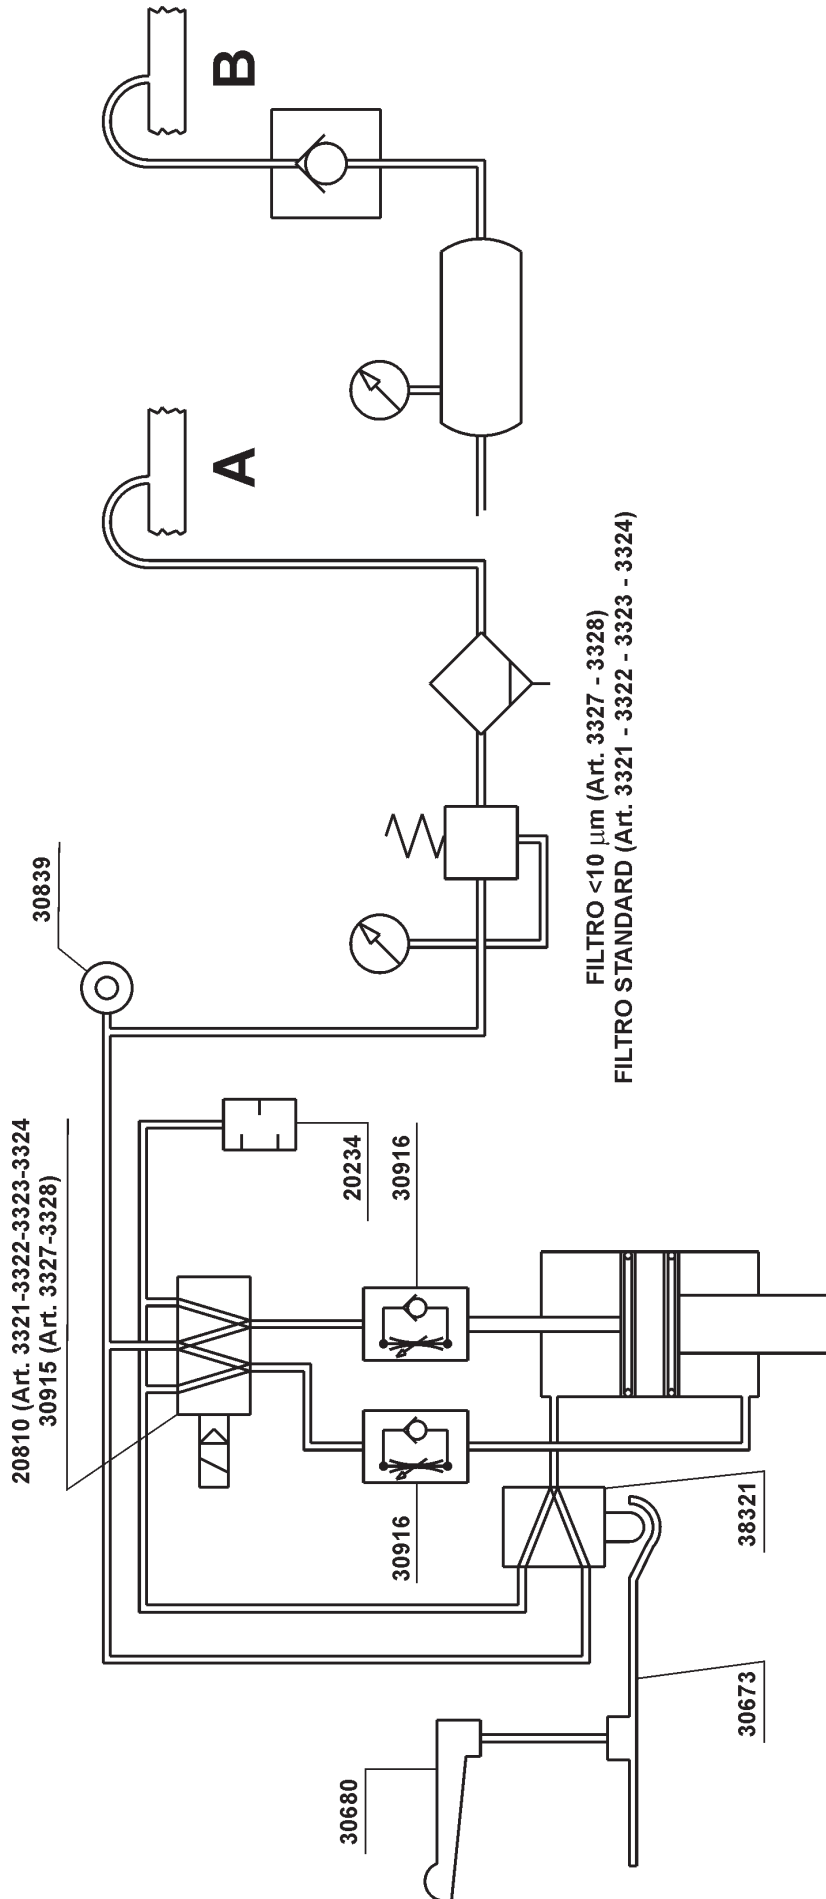 20810 (Art. 3321-3322-3323-3324
30915 (Art. 3327-3328)
30839
A
B
20234
30916
30916
30680
30673
38321
FILTRO <10 μm (Art. 3327 - 3328)
FILTRO STANDARD (Art. 3321 - 3322 - 3323 - 3324)